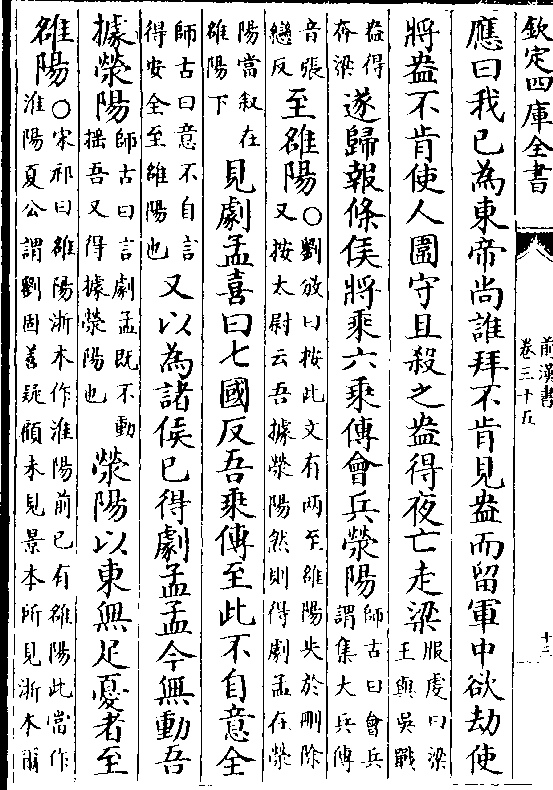 欽定四庫全書
前漢書
卷三十五
十三
應曰我已為東帝尚誰拜不肯見盎而留軍中欲劫使
將盎不肯使人圍守且殺之盎得夜亡走梁服虔曰梁王與吳戰
盎得奔梁遂歸報條侯將乘六乘傳會兵滎陽師古曰會兵謂集大兵傳
音張戀反至雒陽○劉攽曰按此文有兩至雒陽失於刪除又按太尉云吾據滎陽然則得劇孟在滎
陽當叙在雒陽下見劇孟喜曰七國反吾乘傳至此不自意全
師古曰意不自言得安全至雒陽也又以為諸侯已得劇孟孟今無動吾
據滎陽師古曰言劇孟既不動揺吾又得據滎陽也滎陽以東無足憂者至
雒陽○宋祁曰雒陽浙本作淮陽前已有雒陽此當作淮陽夏公謂劉固善疑顧未見景本所見浙本爾